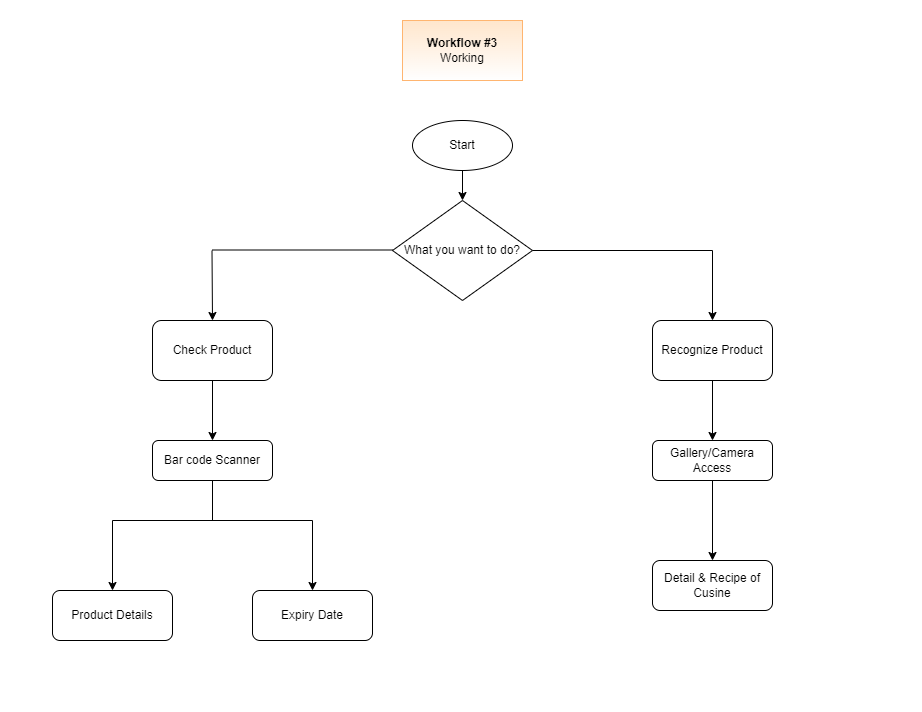 Workflow #3
Working
Start
What you want to do?
Check Product
Recognize Product
Bar code Scanner
Gallery/Camera
Access
Detail & Recipe of
Cusine
Product Details
Expiry Date